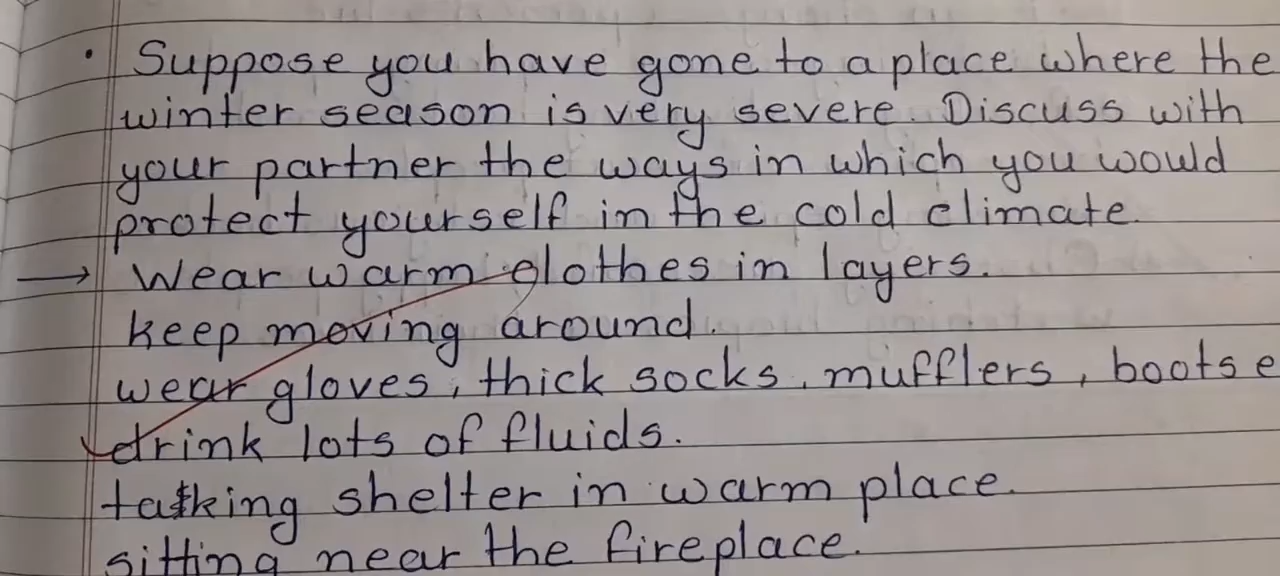 • Suppose you have gone to a place where the
winter season is very severe. Discuss with
your partner the ways in which you would
protect yourself in the cold climate.
→ Wear warm clothes in layers.
keep moving around.
wear gloves, thick socks, mufflers, boots e
drink lots of fluids.
taking shelter in warm place.
sitting near the fireplace.